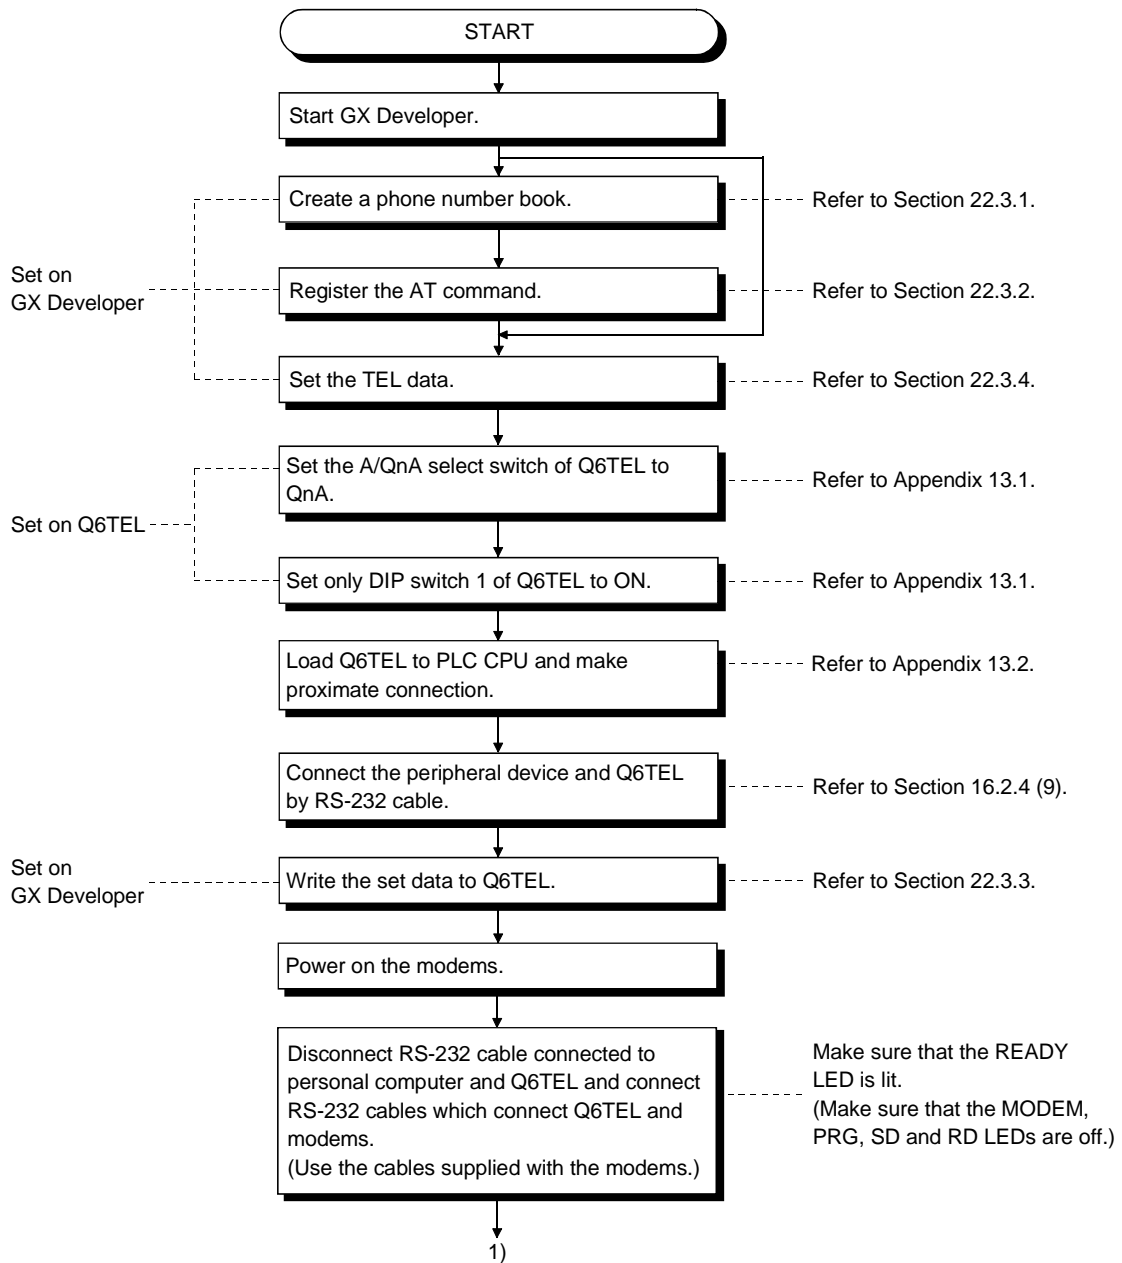 START
Start GX Developer.
Create a phone number book.
Refer to Section 22.3.1.
Set on
GX Developer
Register the AT command.
Refer to Section 22.3.2.
Set the TEL data.
Refer to Section 22.3.4.
Set the A/QnA select switch of Q6TEL to
QnA.
Refer to Appendix 13.1.
Set on Q6TEL
Set only DIP switch 1 of Q6TEL to ON.
Refer to Appendix 13.1.
Load Q6TEL to PLC CPU and make
proximate connection.
Refer to Appendix 13.2.
Connect the peripheral device and Q6TEL
by RS-232 cable.
Refer to Section 16.2.4 (9).
Set on
GX Developer
Write the set data to Q6TEL.
Refer to Section 22.3.3.
Power on the modems.
Disconnect RS-232 cable connected to
personal computer and Q6TEL and connect
RS-232 cables which connect Q6TEL and
modems.
(Use the cables supplied with the modems.)
Make sure that the READY
LED is lit.
(Make sure that the MODEM,
PRG, SD and RD LEDs are off.)
1)